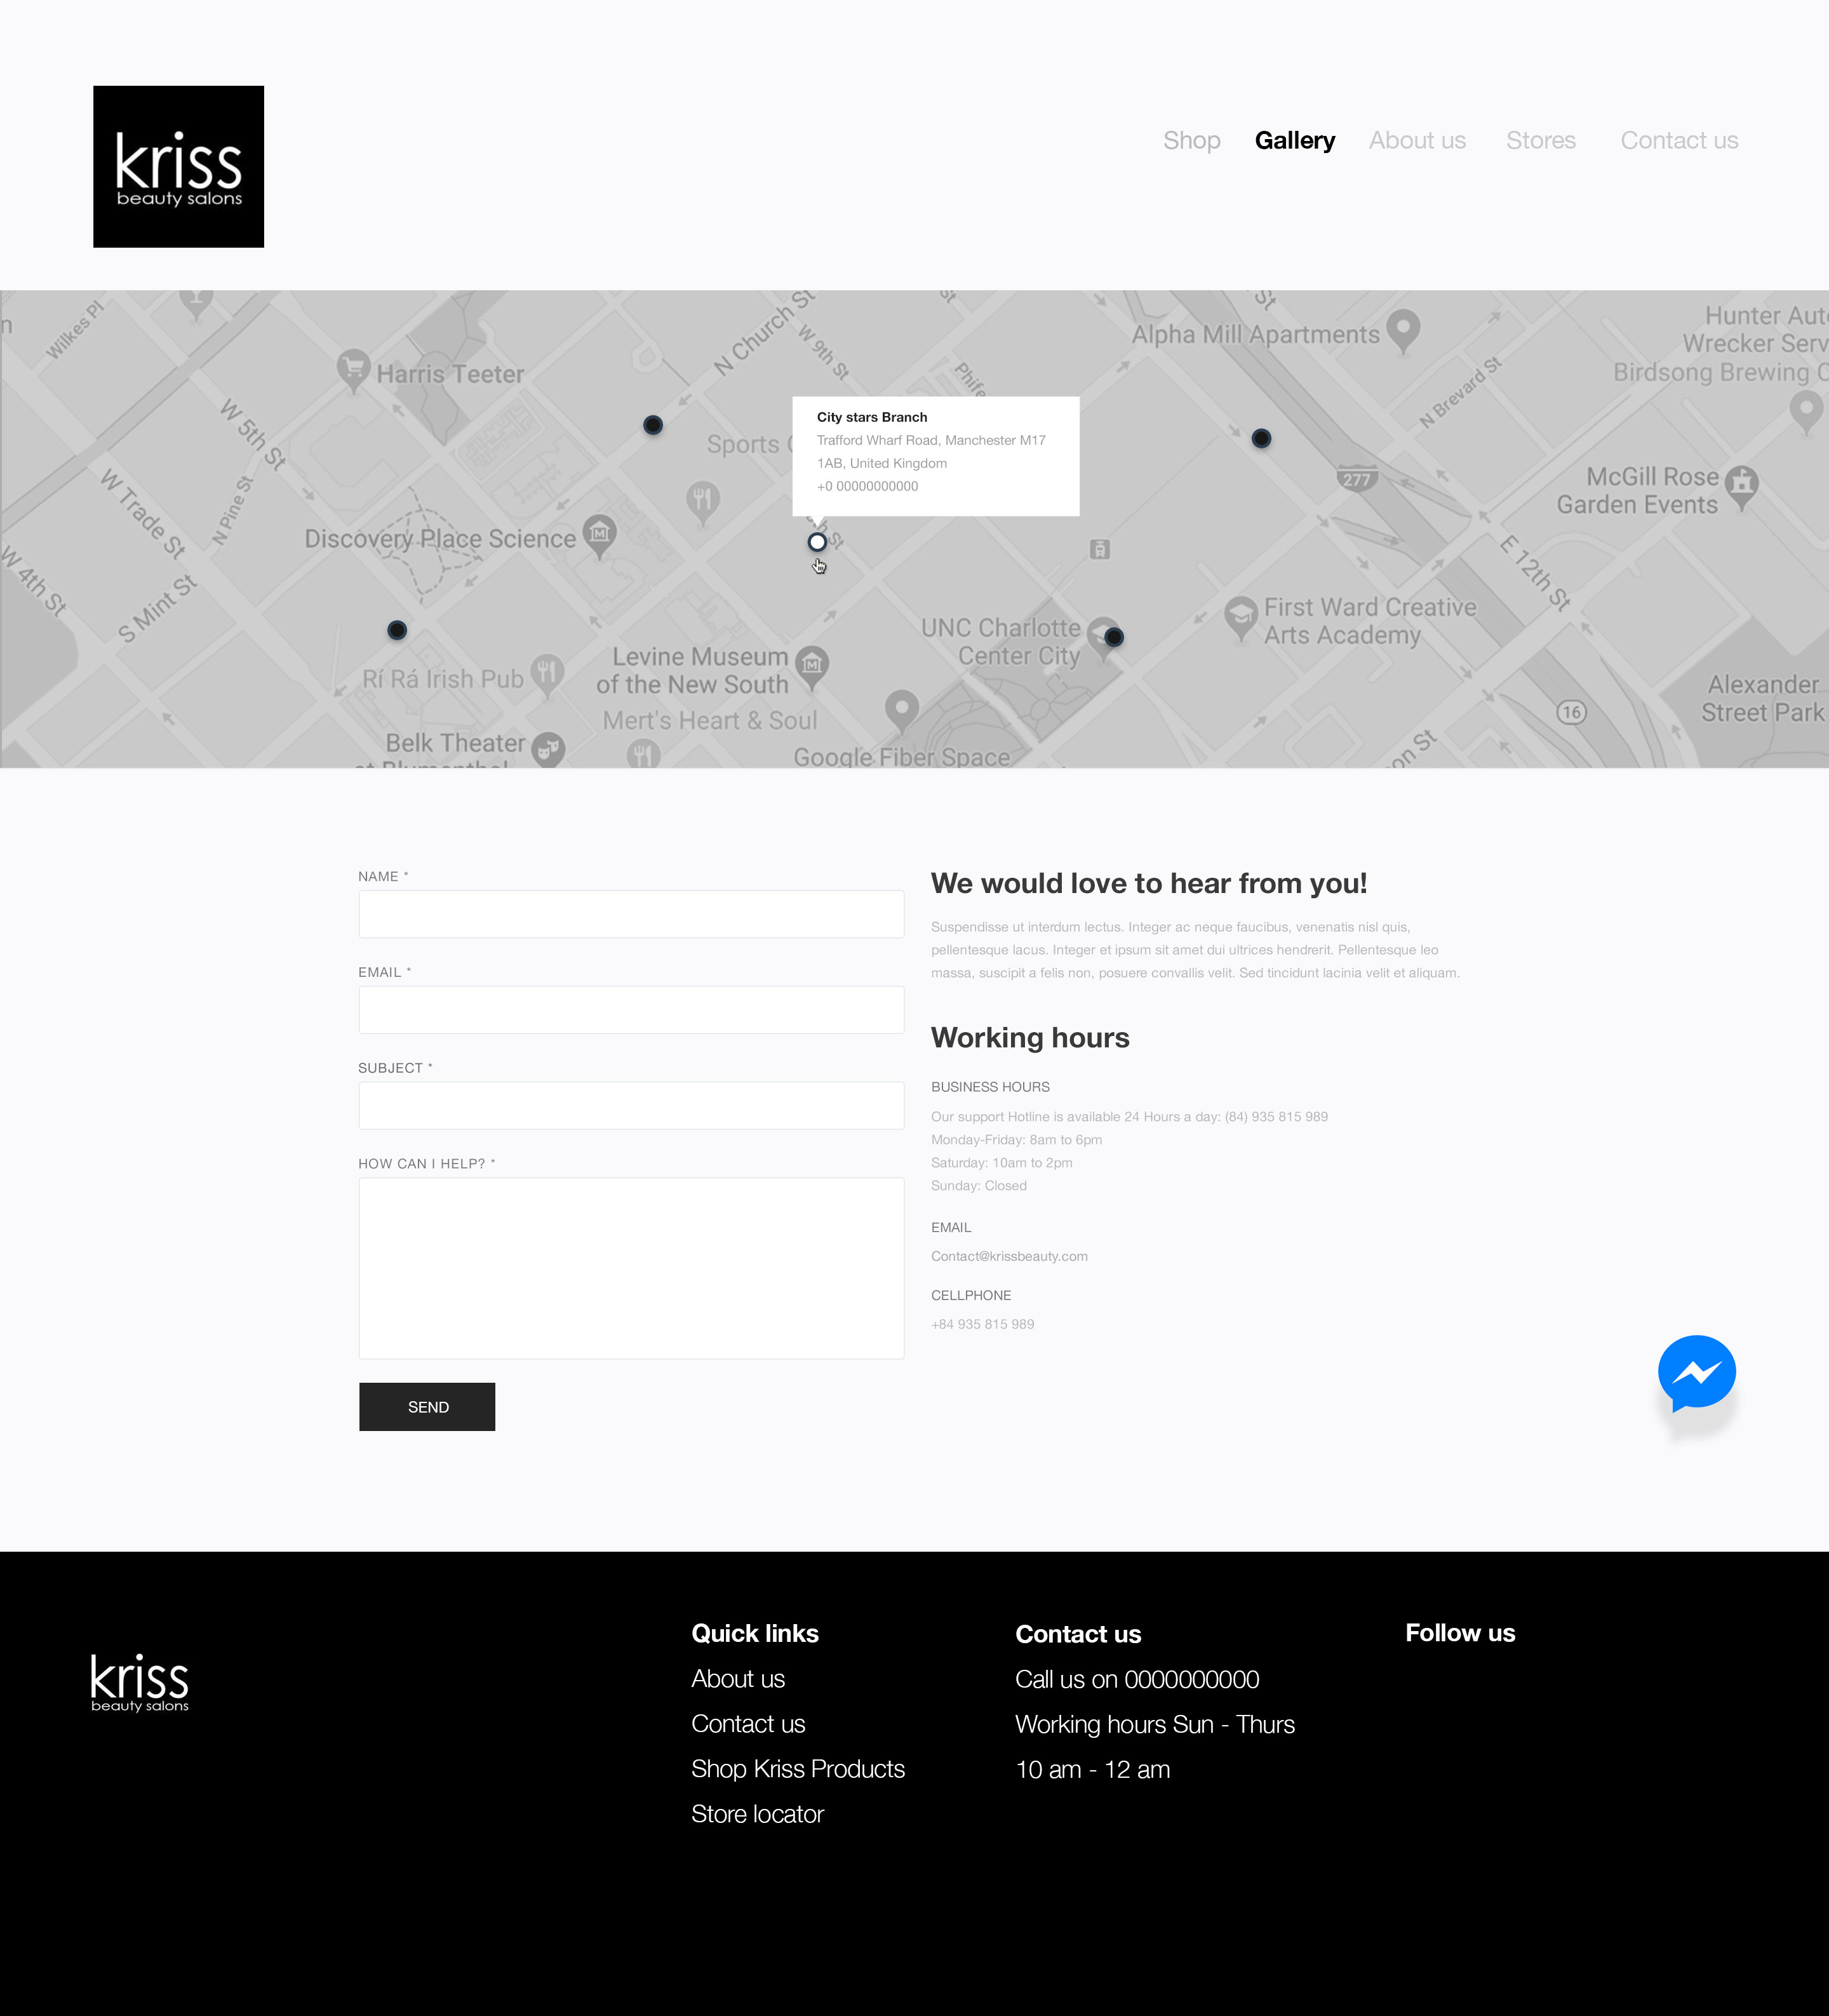 kriss
beauty salons
Shop Gallery About us Stores Contact us
Wilkes Pl
N Church St
W 9th St
St
St
Alpha Mill Apartments
Hunter Auto
Wrecker Serv
Birdsong Brewing C
Harris Teeter
W 5th St
Sports
N Brevard St
City stars Branch
Trafford Wharf Road, Manchester M17
1AB, United Kingdom
+0 00000000000
277
McGill Rose
Garden Events
W Trade St
N Pine St
Discovery Place Science
E 12th St
W 4th St
S Mint St
UNC Charlotte
Center City
First Ward Creative
Arts Academy
Levine Museum
of the New South
Rí Rá Irish Pub
Mert's Heart & Soul
Alexander
Street Park
16
Belk Theater
at Blumenthal
Google Fiber Space
on St
NAME *
EMAIL *
SUBJECT *
HOW CAN I HELP? *
SEND
We would love to hear from you!
Suspendisse ut interdum lectus. Integer ac neque faucibus, venenatis nisl quis,
pellentesque lacus. Integer et ipsum sit amet dui ultrices hendrerit. Pellentesque leo
massa, suscipit a felis non, posuere convallis velit. Sed tincidunt lacinia velit et aliquam.
Working hours
BUSINESS HOURS
Our support Hotline is available 24 Hours a day: (84) 935 815 989
Monday-Friday: 8am to 6pm
Saturday: 10am to 2pm
Sunday: Closed
EMAIL
Contact@krissbeauty.com
CELLPHONE
+84 935 815 989
kriss
beauty salons
Quick links
About us
Contact us
Shop Kriss Products
Store locator
Contact us
Call us on 0000000000
Working hours Sun - Thurs
10 am - 12 am
Follow us